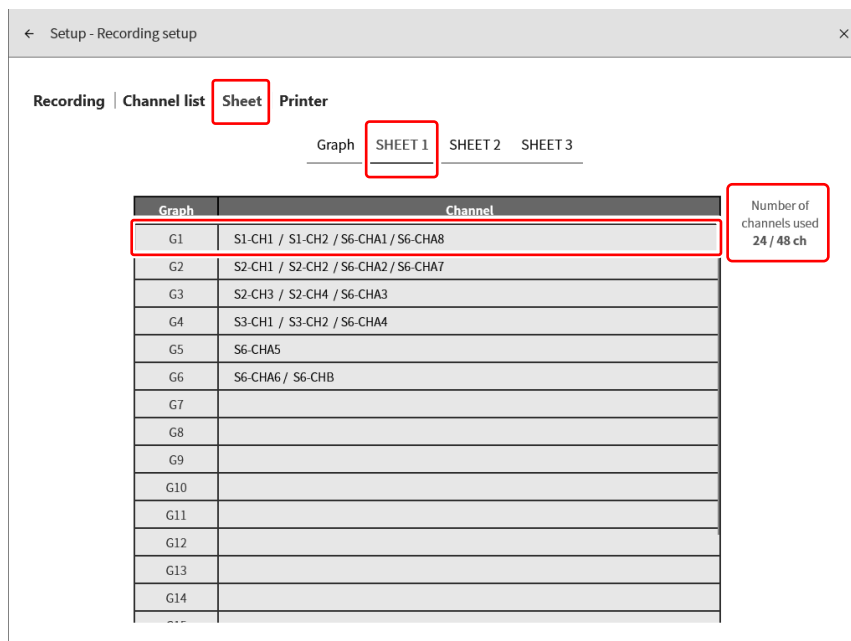 ← Setup - Recording setup ×
Recording | Channel list Sheet Printer
Graph SHEET 1 SHEET 2 SHEET 3
Graph Channel
Number of
channels used
24 / 48 ch
G1 S1-CH1 / S1-CH2 / S6-CHA1 / S6-CHA8
G2 S2-CH1 / S2-CH2 / S6-CHA2 / S6-CHA7
G3 S2-CH3 / S2-CH4 / S6-CHA3
G4 S3-CH1 / S3-CH2 / S6-CHA4
G5 S6-CHA5
G6 S6-CHA6 / S6-CHB
G7
G8
G9
G10
G11
G12
G13
G14